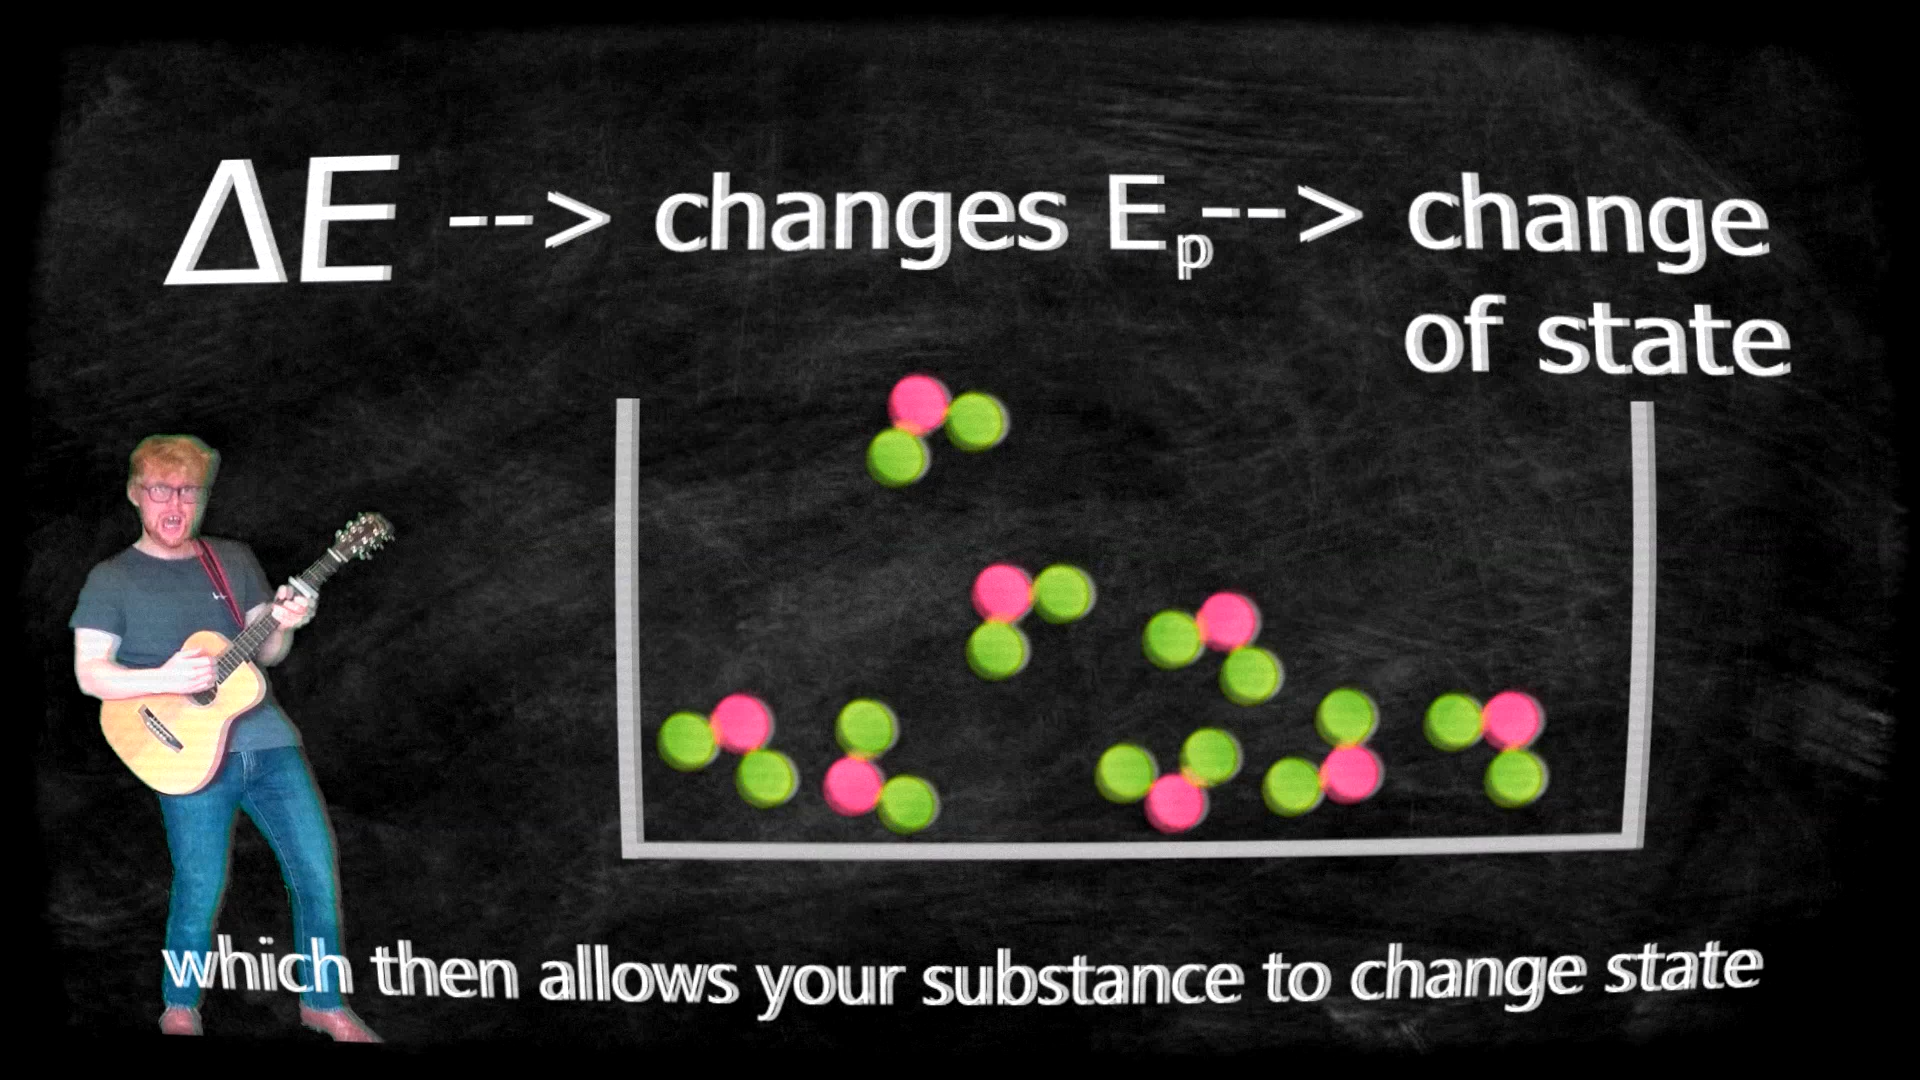 ΔE --> changes Eₚ--> change
of state
which then allows your substance to change state